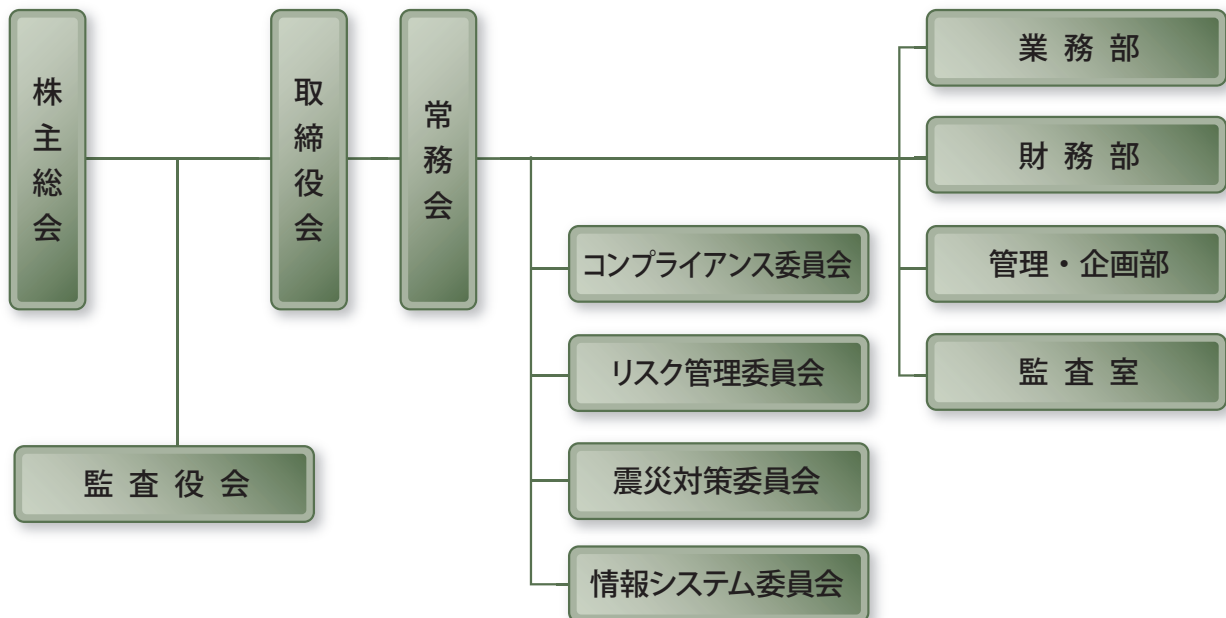 株主総会
取締役会
常務会
監査役会
コンプライアンス委員会
リスク管理委員会
震災対策委員会
情報システム委員会
業務部
財務部
管理・企画部
監査室